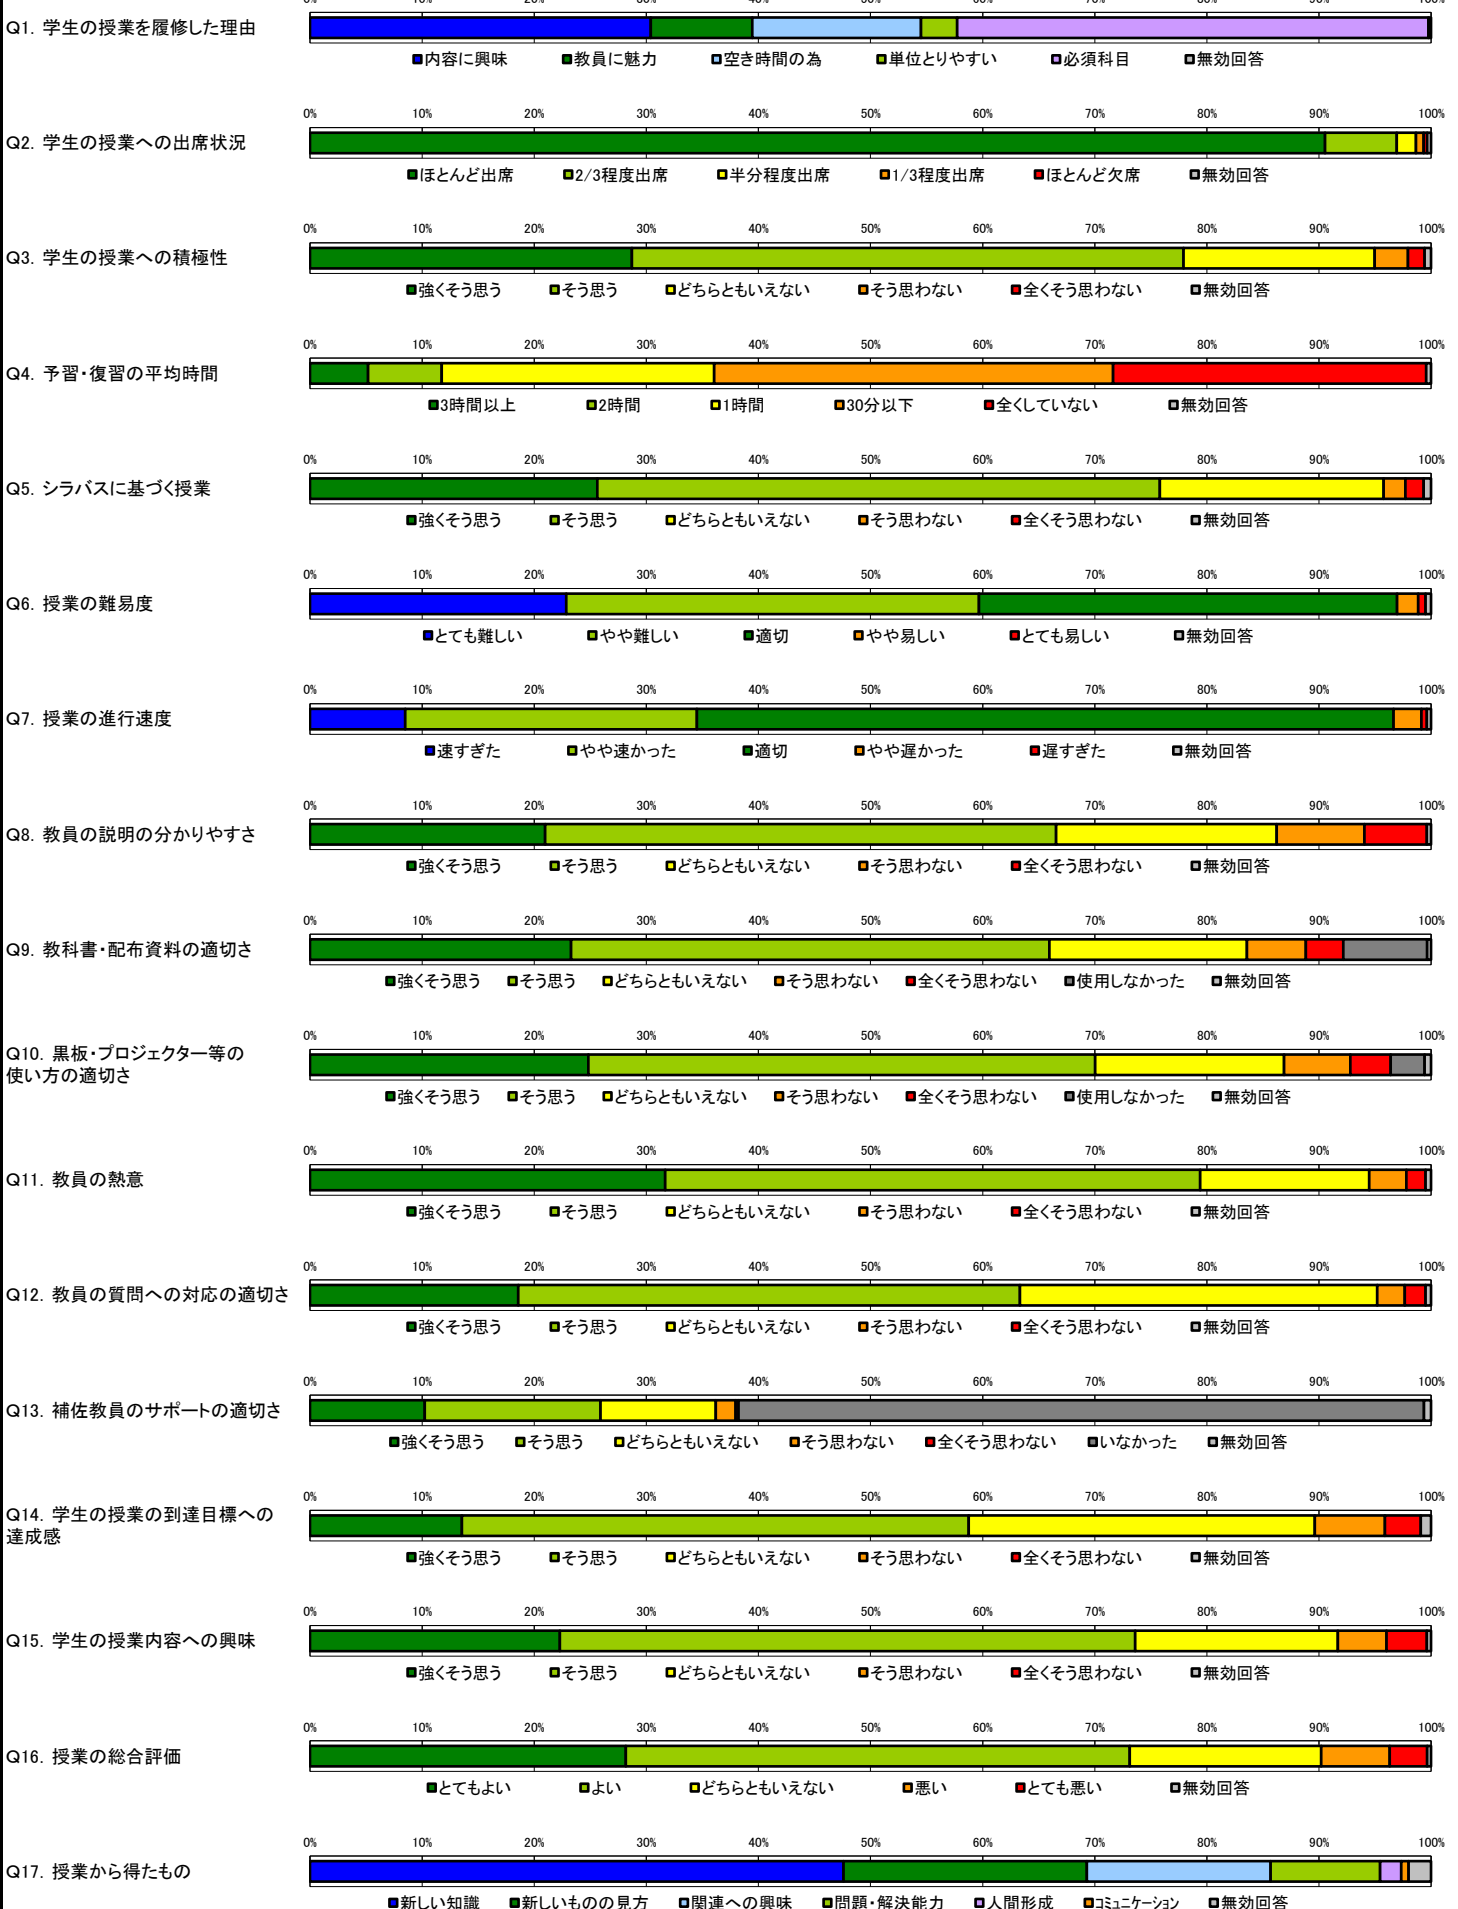 0% 10% 20% 30% 40% 50% 60% 70% 80% 90% 100%
Q1. 学生の授業を履修した理由
内容に興味 教員に魅力 空き時間の為 単位とりやすい 必須科目 無効回答
0% 10% 20% 30% 40% 50% 60% 70% 80% 90% 100%
Q2. 学生の授業への出席状況
ほとんど出席 2/3程度出席 半分程度出席 1/3程度出席 ほとんど欠席 無効回答
0% 10% 20% 30% 40% 50% 60% 70% 80% 90% 100%
Q3. 学生の授業への積極性
強くそう思う そう思う どちらともいえない そう思わない 全くそう思わない 無効回答
0% 10% 20% 30% 40% 50% 60% 70% 80% 90% 100%
Q4. 予習・復習の平均時間
3時間以上 2時間 1時間 30分以下 全くしていない 無効回答
0% 10% 20% 30% 40% 50% 60% 70% 80% 90% 100%
Q5. シラバスに基づく授業
強くそう思う そう思う どちらともいえない そう思わない 全くそう思わない 無効回答
0% 10% 20% 30% 40% 50% 60% 70% 80% 90% 100%
Q6. 授業の難易度
とても難しい やや難しい 適切 やや易しい とても易しい 無効回答
0% 10% 20% 30% 40% 50% 60% 70% 80% 90% 100%
Q7. 授業の進行速度
速すぎた やや速かった 適切 やや遅かった 遅すぎた 無効回答
0% 10% 20% 30% 40% 50% 60% 70% 80% 90% 100%
Q8. 教員の説明の分かりやすさ
強くそう思う そう思う どちらともいえない そう思わない 全くそう思わない 無効回答
0% 10% 20% 30% 40% 50% 60% 70% 80% 90% 100%
Q9. 教科書・配布資料の適切さ
強くそう思う そう思う どちらともいえない そう思わない 全くそう思わない 使用しなかった 無効回答
0% 10% 20% 30% 40% 50% 60% 70% 80% 90% 100%
Q10. 黒板・プロジェクター等の
使い方の適切さ
強くそう思う そう思う どちらともいえない そう思わない 全くそう思わない 使用しなかった 無効回答
0% 10% 20% 30% 40% 50% 60% 70% 80% 90% 100%
Q11. 教員の熱意
強くそう思う そう思う どちらともいえない そう思わない 全くそう思わない 無効回答
0% 10% 20% 30% 40% 50% 60% 70% 80% 90% 100%
Q12. 教員の質問への対応の適切さ
強くそう思う そう思う どちらともいえない そう思わない 全くそう思わない 無効回答
0% 10% 20% 30% 40% 50% 60% 70% 80% 90% 100%
Q13. 補佐教員のサポートの適切さ
強くそう思う そう思う どちらともいえない そう思わない 全くそう思わない いなかった 無効回答
0% 10% 20% 30% 40% 50% 60% 70% 80% 90% 100%
Q14. 学生の授業の到達目標への
達成感
強くそう思う そう思う どちらともいえない そう思わない 全くそう思わない 無効回答
0% 10% 20% 30% 40% 50% 60% 70% 80% 90% 100%
Q15. 学生の授業内容への興味
強くそう思う そう思う どちらともいえない そう思わない 全くそう思わない 無効回答
0% 10% 20% 30% 40% 50% 60% 70% 80% 90% 100%
Q16. 授業の総合評価
とてもよい よい どちらともいえない 悪い とても悪い 無効回答
0% 10% 20% 30% 40% 50% 60% 70% 80% 90% 100%
Q17. 授業から得たもの
新しい知識 新しいものの見方 関連への興味 問題・解決能力 人間形成 ｺﾐｭﾆｹｰｼｮﾝ 無効回答